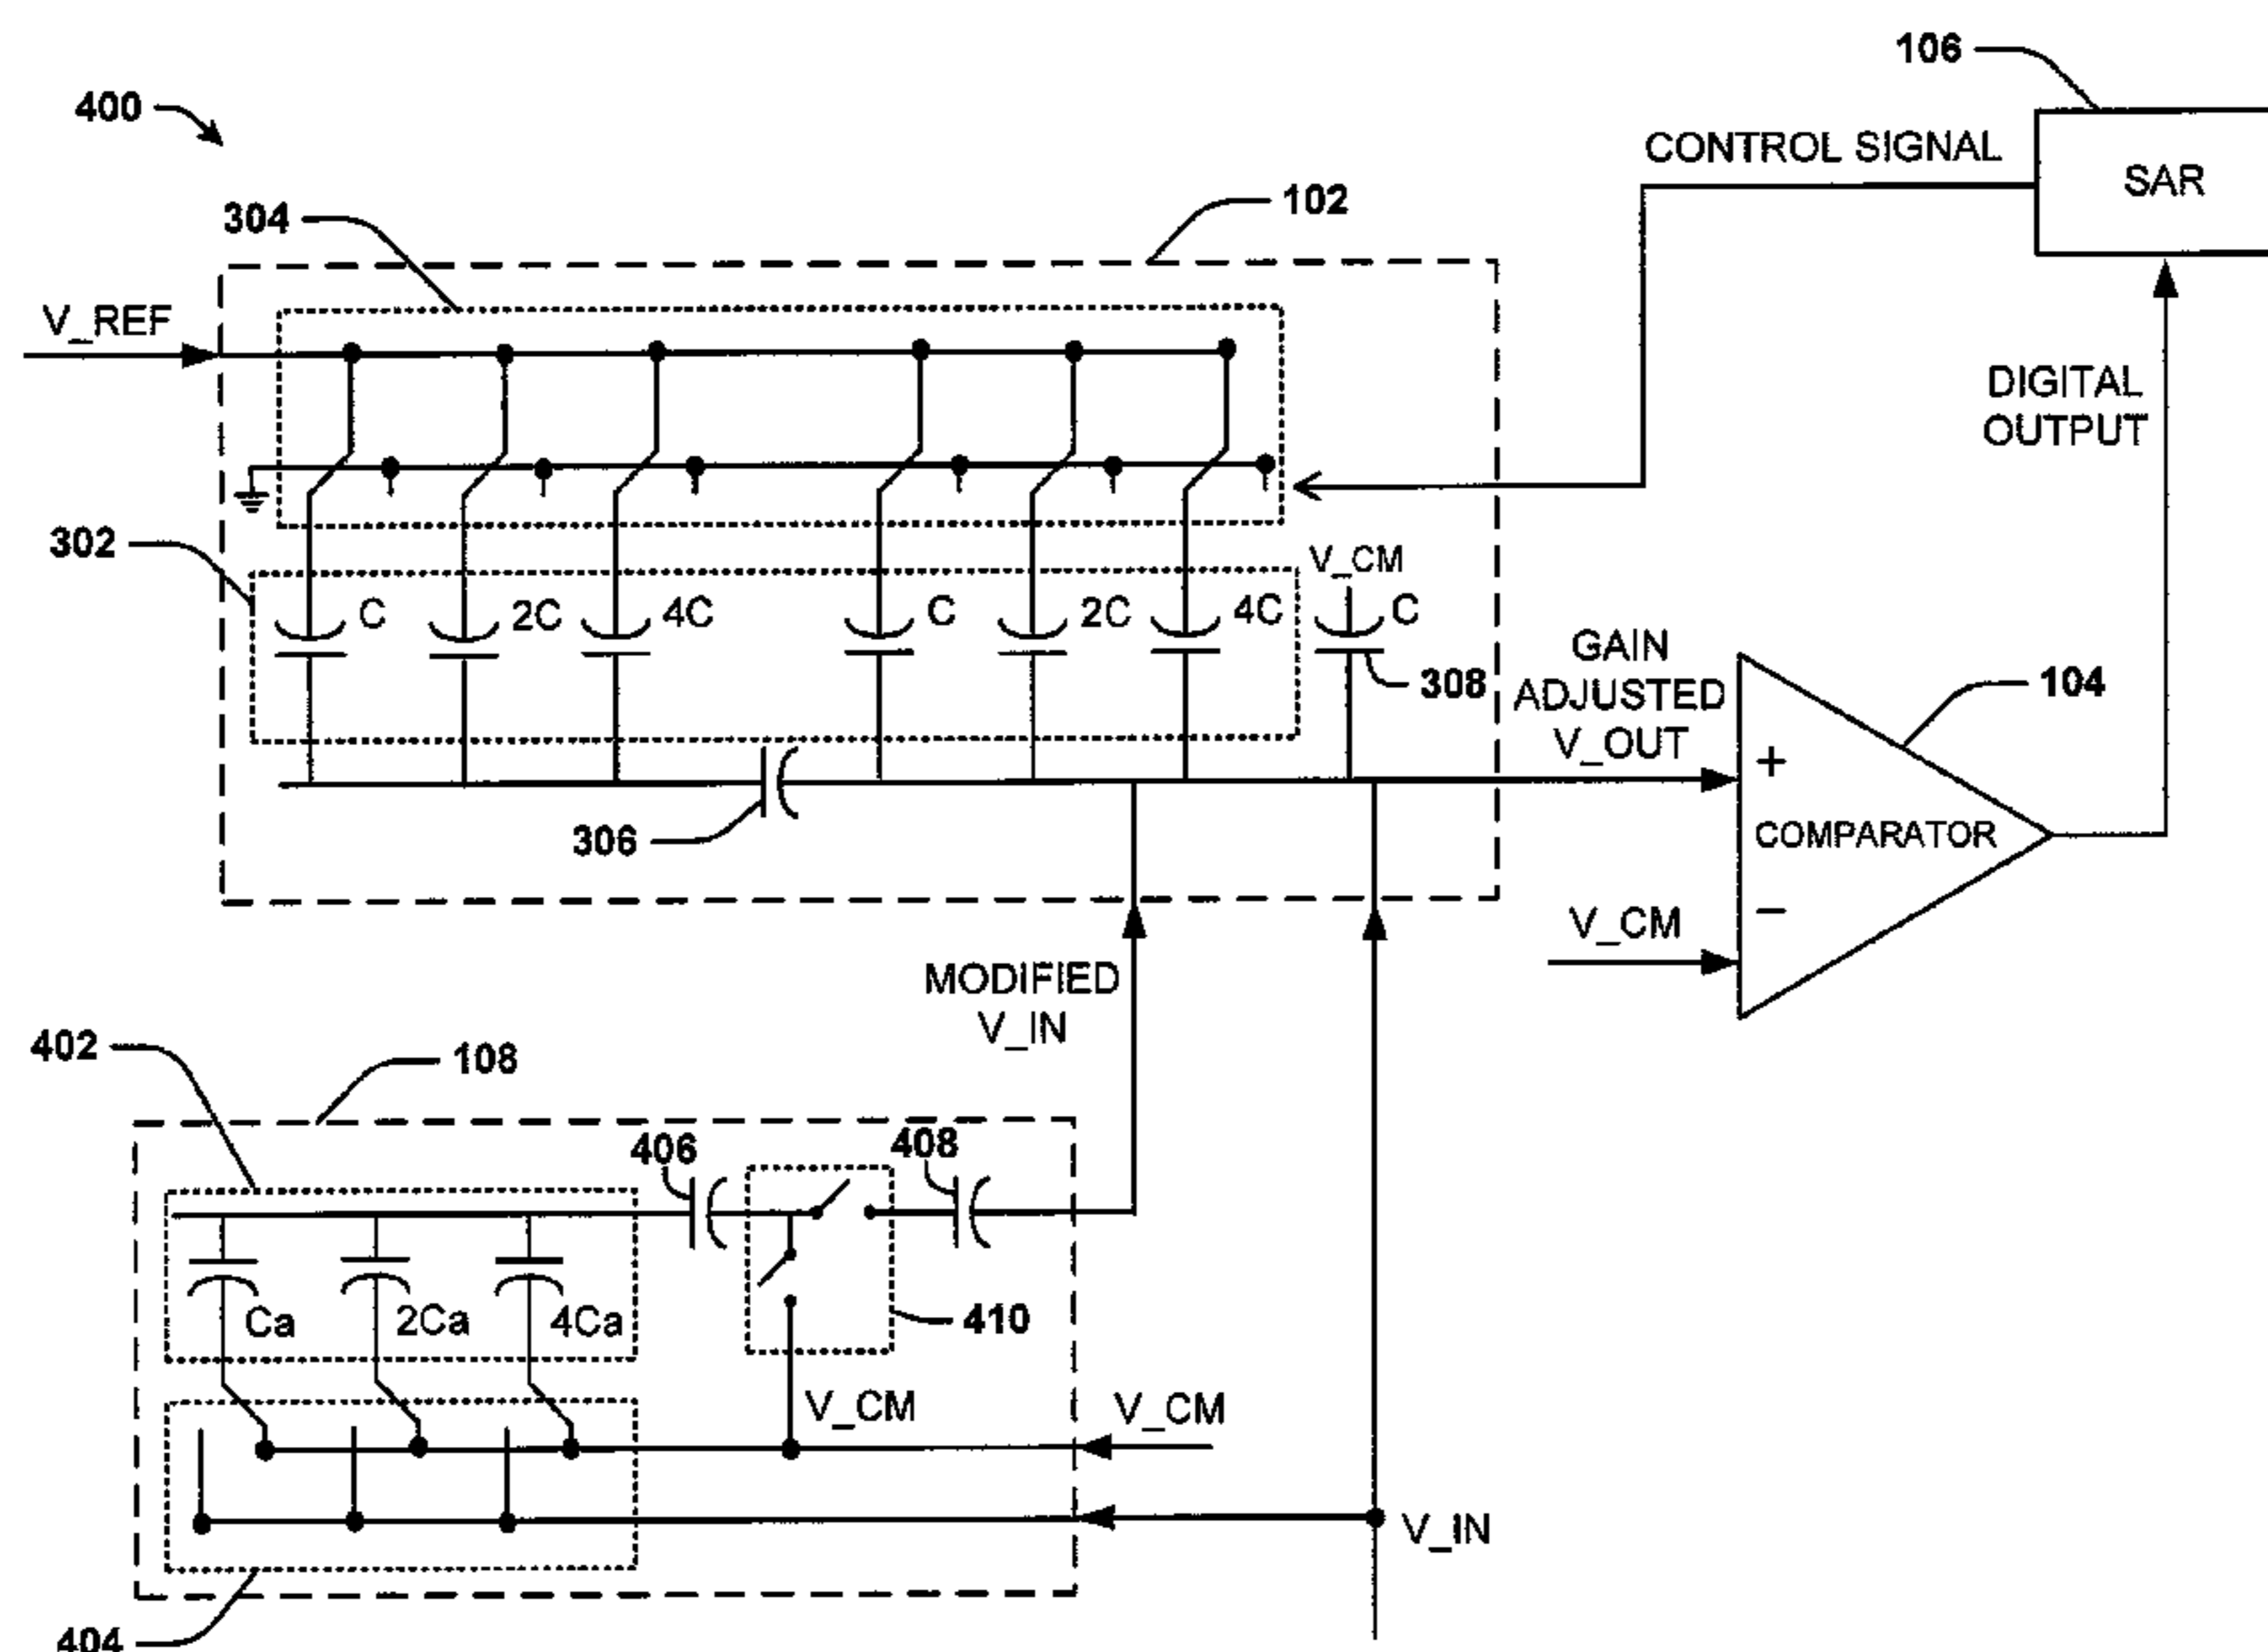 106
400
CONTROL SIGNAL
SAR
304
102
V_REF
DIGITAL
OUTPUT
302
V_CM
C
2C
4C
C
2C
4C
C
308
GAIN
ADJUSTED
V_OUT
104
+
COMPARATOR
−
306
V_CM
MODIFIED
V_IN
402
108
406
408
Ca
2Ca
4Ca
410
V_CM
V_CM
V_IN
404